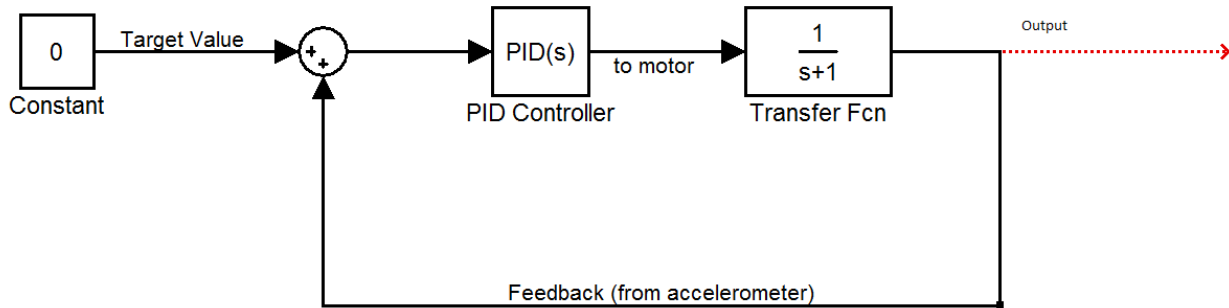 Output
0
Target Value
+
+
PID(s)
to motor
1
s+1
Constant
PID Controller
Transfer Fcn
Feedback (from accelerometer)